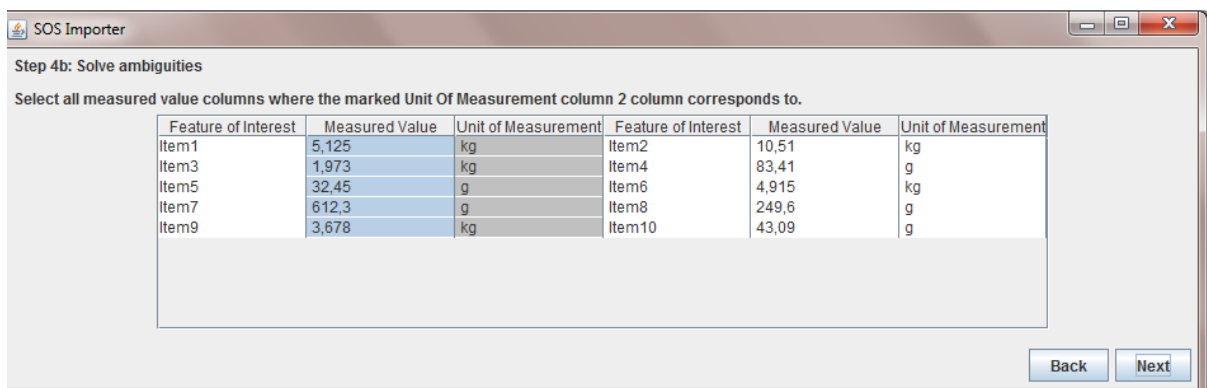 SOS Importer
Step 4b: Solve ambiguities
Select all measured value columns where the marked Unit Of Measurement column 2 column corresponds to.
Feature of Interest Measured Value Unit of Measurement Feature of Interest Measured Value Unit of Measurement
Item1 5,125 kg Item2 10,51 kg
Item3 1,973 kg Item4 83,41 g
Item5 32,45 g Item6 4,915 kg
Item7 612,3 g Item8 249,6 g
Item9 3,678 kg Item10 43,09 g
Back Next